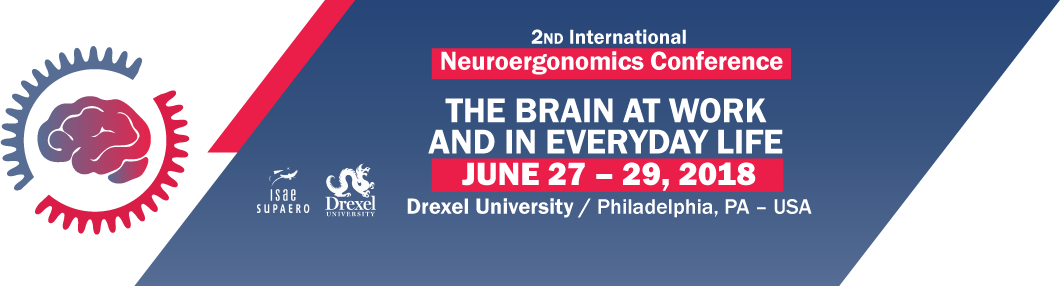 2ND International
Neuroergonomics Conference
THE BRAIN AT WORK
AND IN EVERYDAY LIFE
JUNE 27 – 29, 2018
Drexel University / Philadelphia, PA – USA
isae
SUPAERO
Drexel
UNIVERSITY